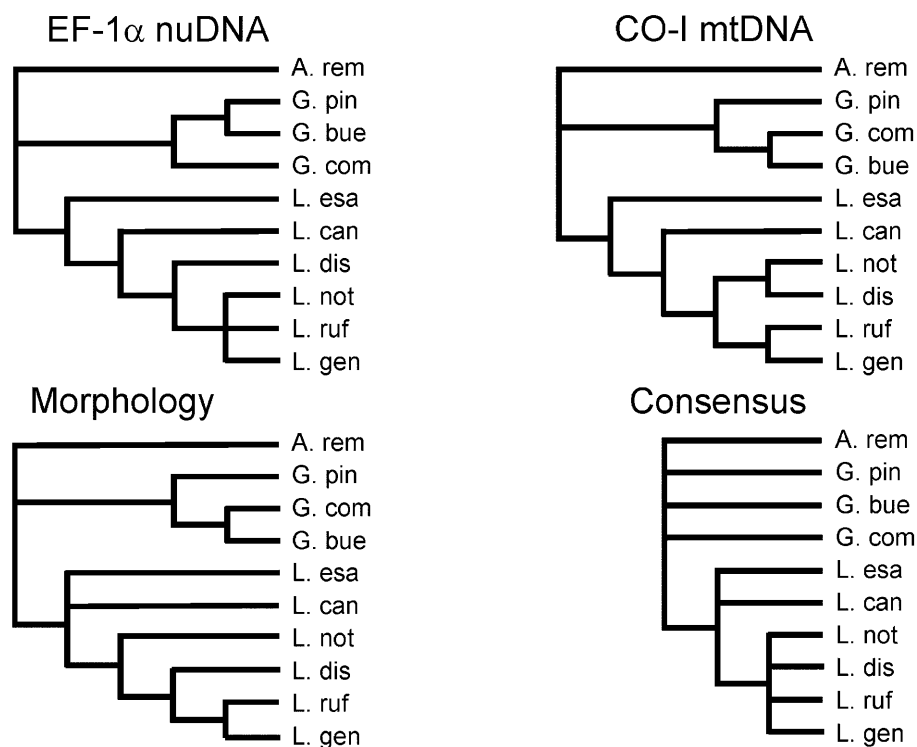 EF-1α nuDNA
A. rem
G. pin
G. bue
G. com
L. esa
L. can
L. dis
L. not
L. ruf
L. gen
CO-I mtDNA
A. rem
G. pin
G. com
G. bue
L. esa
L. can
L. not
L. dis
L. ruf
L. gen
Morphology
A. rem
G. pin
G. com
G. bue
L. esa
L. can
L. not
L. dis
L. ruf
L. gen
Consensus
A. rem
G. pin
G. bue
G. com
L. esa
L. can
L. not
L. dis
L. ruf
L. gen